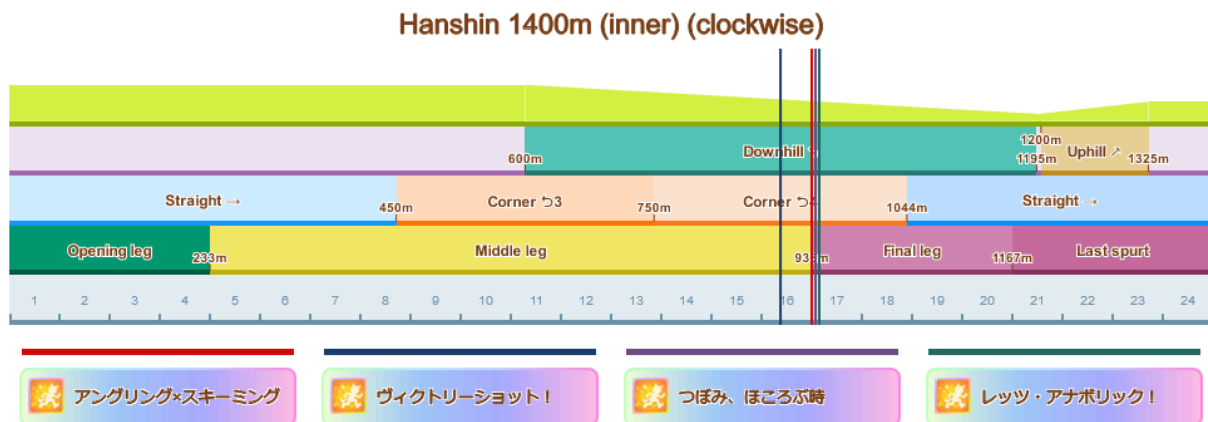 Hanshin 1400m (inner) (clockwise)
600m
Downhill
1200m
1195m
Uphill ↗
1325m
Straight →
450m
Corner ⮌3
750m
Corner
1044m
Straight →
Opening leg
233m
Middle leg
Final leg
1167m
Last spurt
1 2 3 4 5 6 7 8 9 10 11 12 13 14 15 16 17 18 19 20 21 22 23 24
アングリング×スキーミング
ヴィクトリーショット!
つぼみ、ほころぶ時
レッツ・アナボリック!